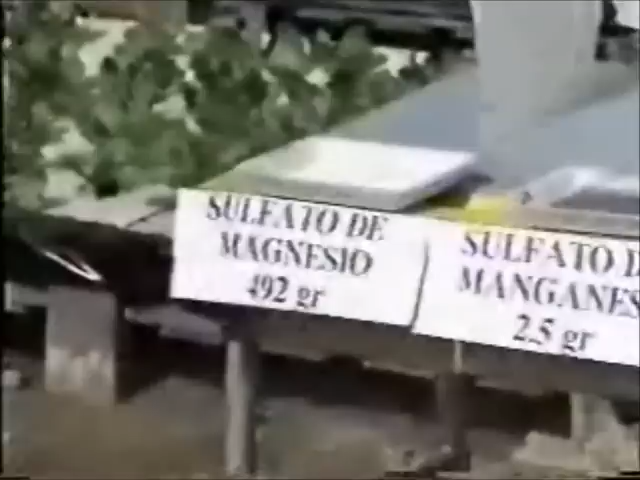 SULFATO DE
MAGNESIO
492 gr
SULFATO D
MANGANES
2.5 gr